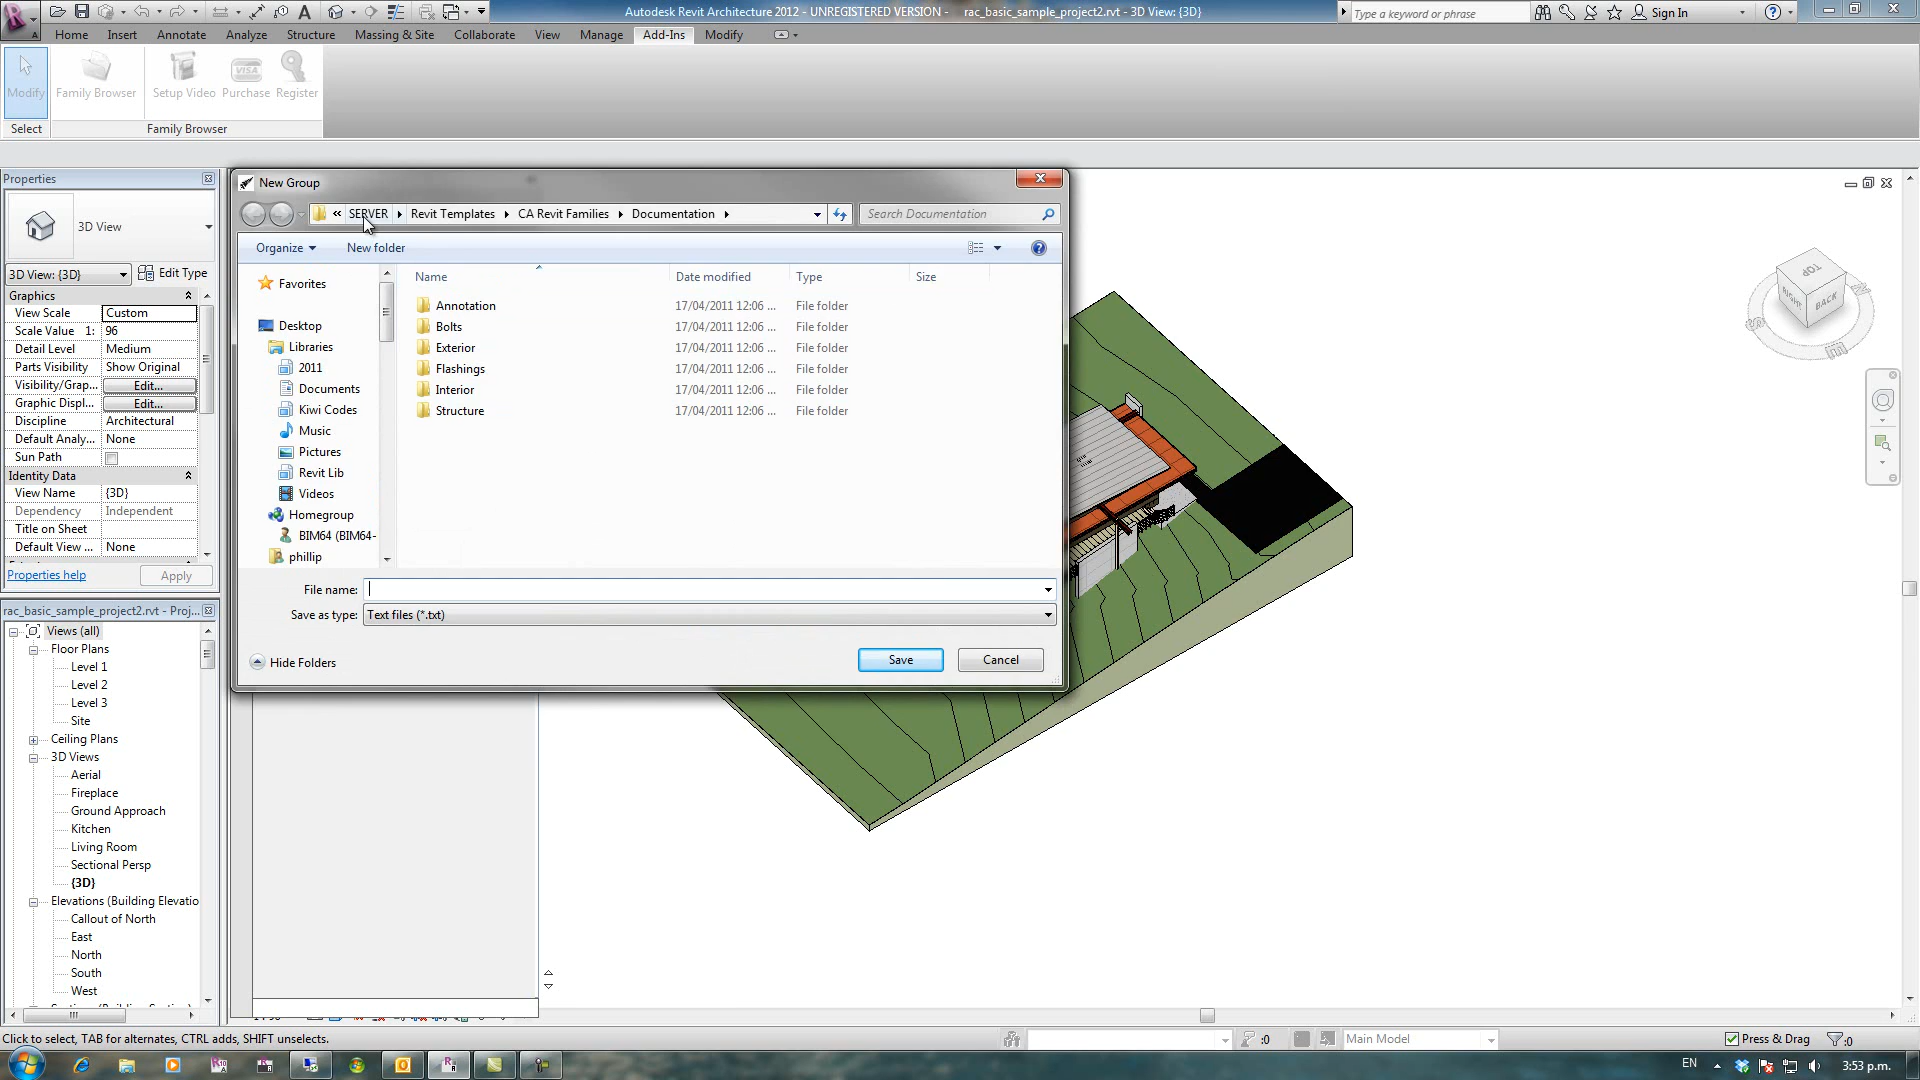 Autodesk Revit Architecture 2012 - UNREGISTERED VERSION - rac_basic_sample_project2.rvt - 3D View: {3D}
Type a keyword or phrase
Sign In
Home Insert Annotate Analyze Structure Massing & Site Collaborate View Manage Add-Ins Modify
Modify Family Browser Setup Video Purchase Register
Select Family Browser
Properties
3D View
3D View: {3D} Edit Type
Graphics
View Scale Custom
Scale Value 1: 96
Detail Level Medium
Parts Visibility Show Original
Visibility/Grap... Edit...
Graphic Displ... Edit...
Discipline Architectural
Default Analy... None
Sun Path
Identity Data
View Name {3D}
Dependency Independent
Title on Sheet
Default View ... None
Properties help Apply
rac_basic_sample_project2.rvt - Proj...
Views (all)
Floor Plans
Level 1
Level 2
Level 3
Site
Ceiling Plans
3D Views
Aerial
Fireplace
Ground Approach
Kitchen
Living Room
Sectional Persp
{3D}
Elevations (Building Elevatio
Callout of North
East
North
South
West
New Group
« SERVER Revit Templates CA Revit Families Documentation
Search Documentation
Organize New folder
Favorites
Desktop
Libraries
2011
Documents
Kiwi Codes
Music
Pictures
Revit Lib
Videos
Homegroup
BIM64 (BIM64-
phillip
Name Date modified Type Size
Annotation 17/04/2011 12:06 ... File folder
Bolts 17/04/2011 12:06 ... File folder
Exterior 17/04/2011 12:06 ... File folder
Flashings 17/04/2011 12:06 ... File folder
Interior 17/04/2011 12:06 ... File folder
Structure 17/04/2011 12:06 ... File folder
File name:
Save as type: Text files (*.txt)
Hide Folders
Save Cancel
TOP
RIGHT
BACK
Click to select, TAB for alternates, CTRL adds, SHIFT unselects.
:0
Main Model
Press & Drag
:0
EN
3:53 p.m.